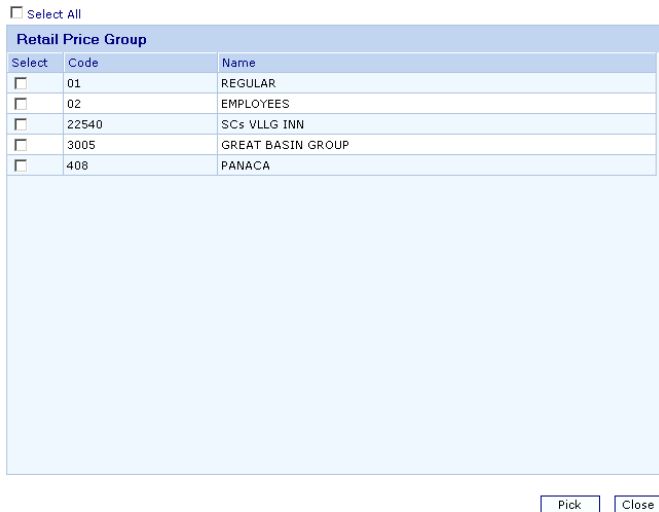 Select All
Retail Price Group
Select Code Name
01 REGULAR
02 EMPLOYEES
22540 SCs VLLG INN
3005 GREAT BASIN GROUP
408 PANACA
Pick Close